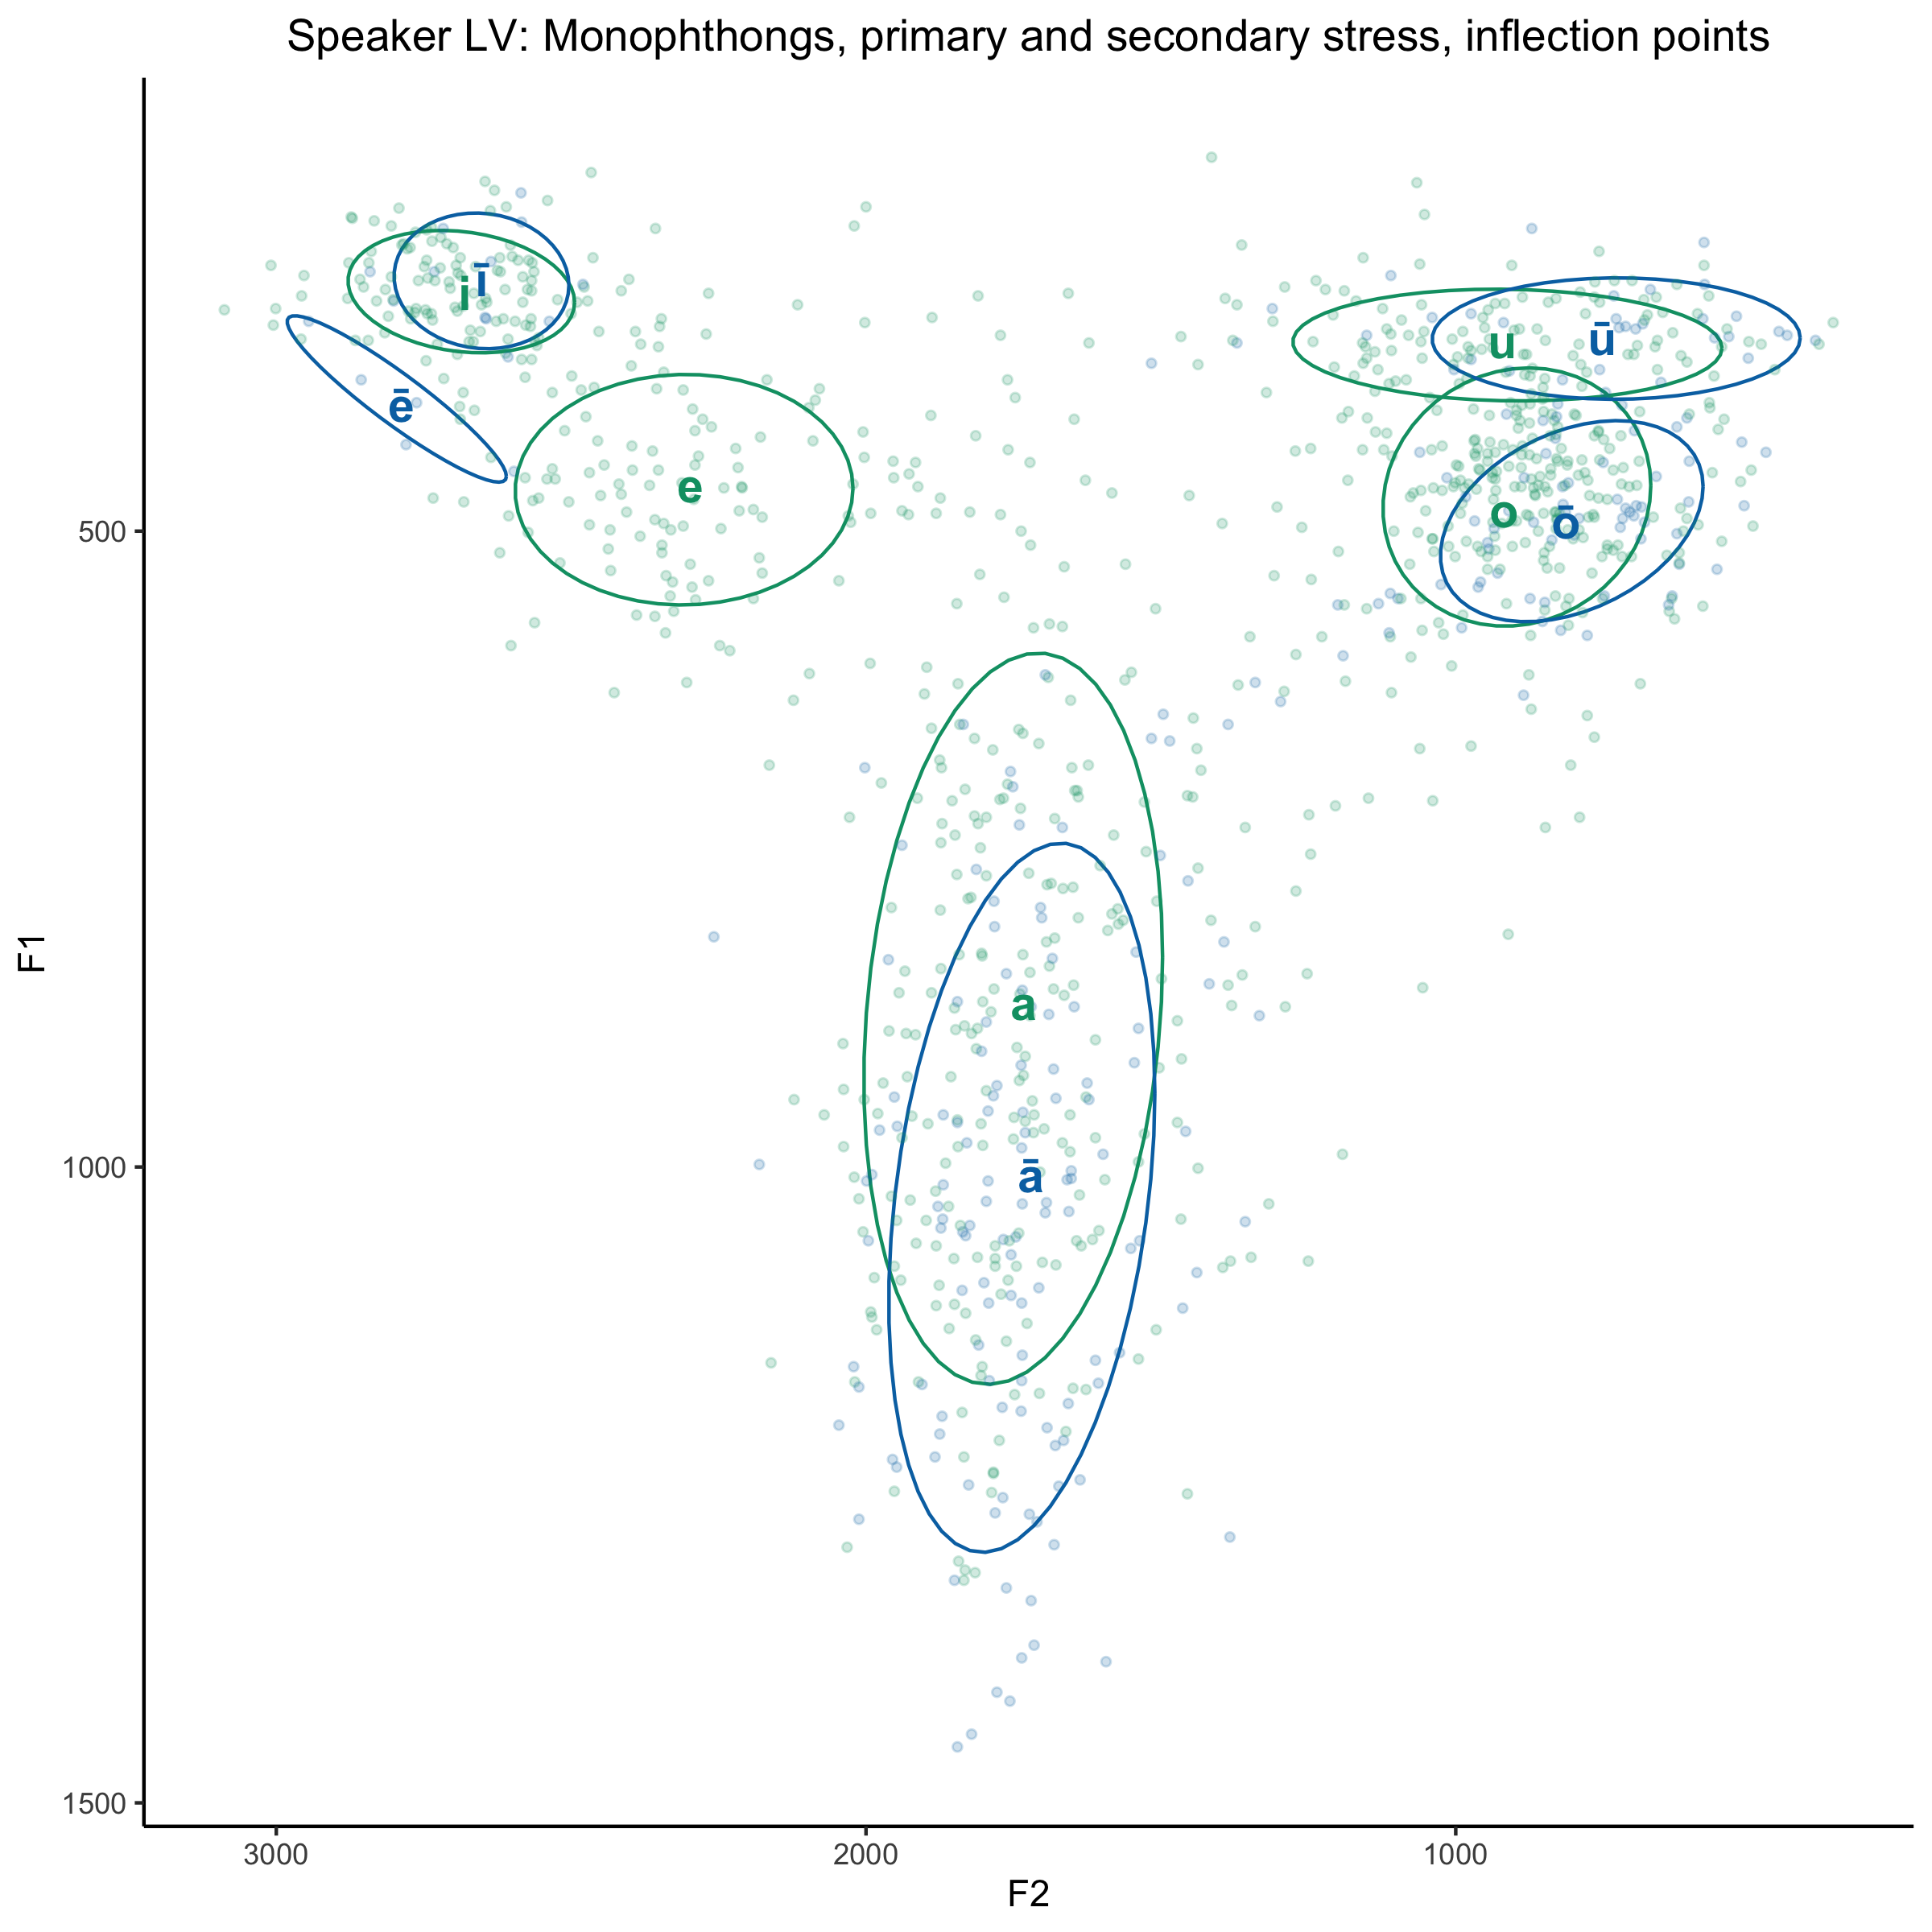 Speaker LV: Monophthongs, primary and secondary stress, inflection points
ī
i
u
ū
ē
e
o
ō
500
F1
a
1000
ā
1500
3000
2000
1000
F2